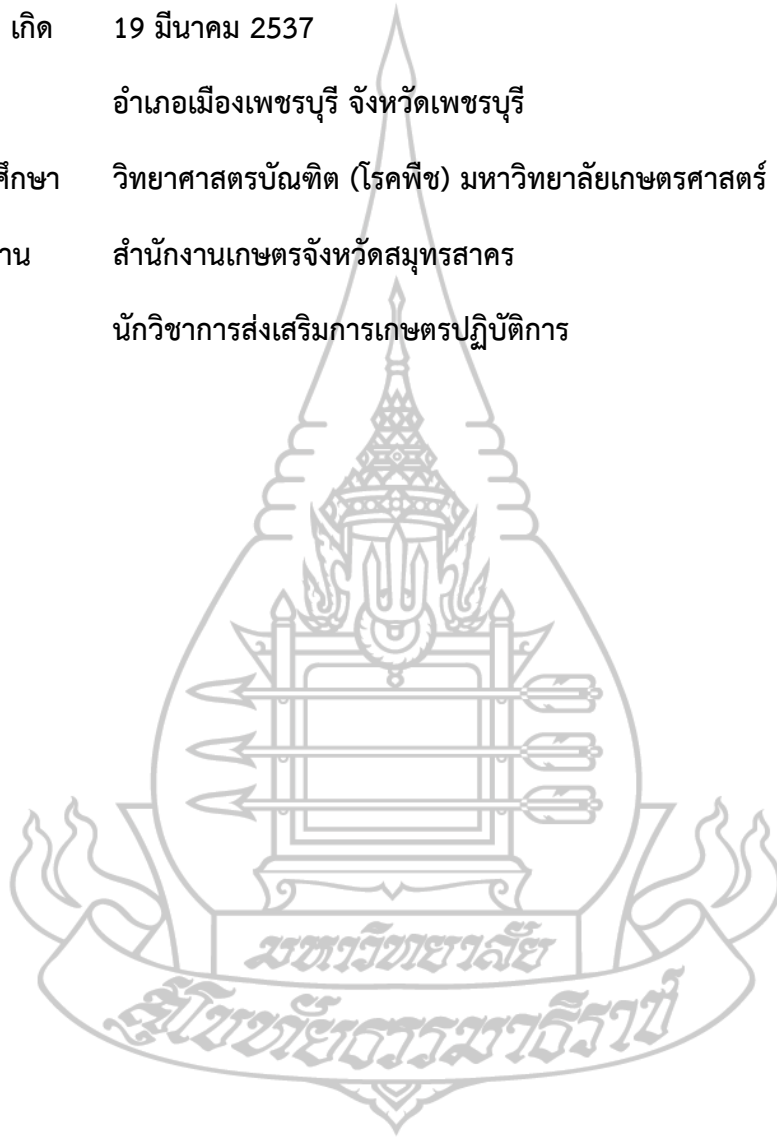 เกิด 19 มีนาคม 2537
อำเภอเมืองเพชรบุรี จังหวัดเพชรบุรี
ศึกษา วิทยาศาสตรบัณฑิต (โรคพืช) มหาวิทยาลัยเกษตรศาสตร์
าน สำนักงานเกษตรจังหวัดสมุทรสาคร
นักวิชาการส่งเสริมการเกษตรปฏิบัติการ
มหาวิทยาลัย
สุโขทัยธรรมาธิราช